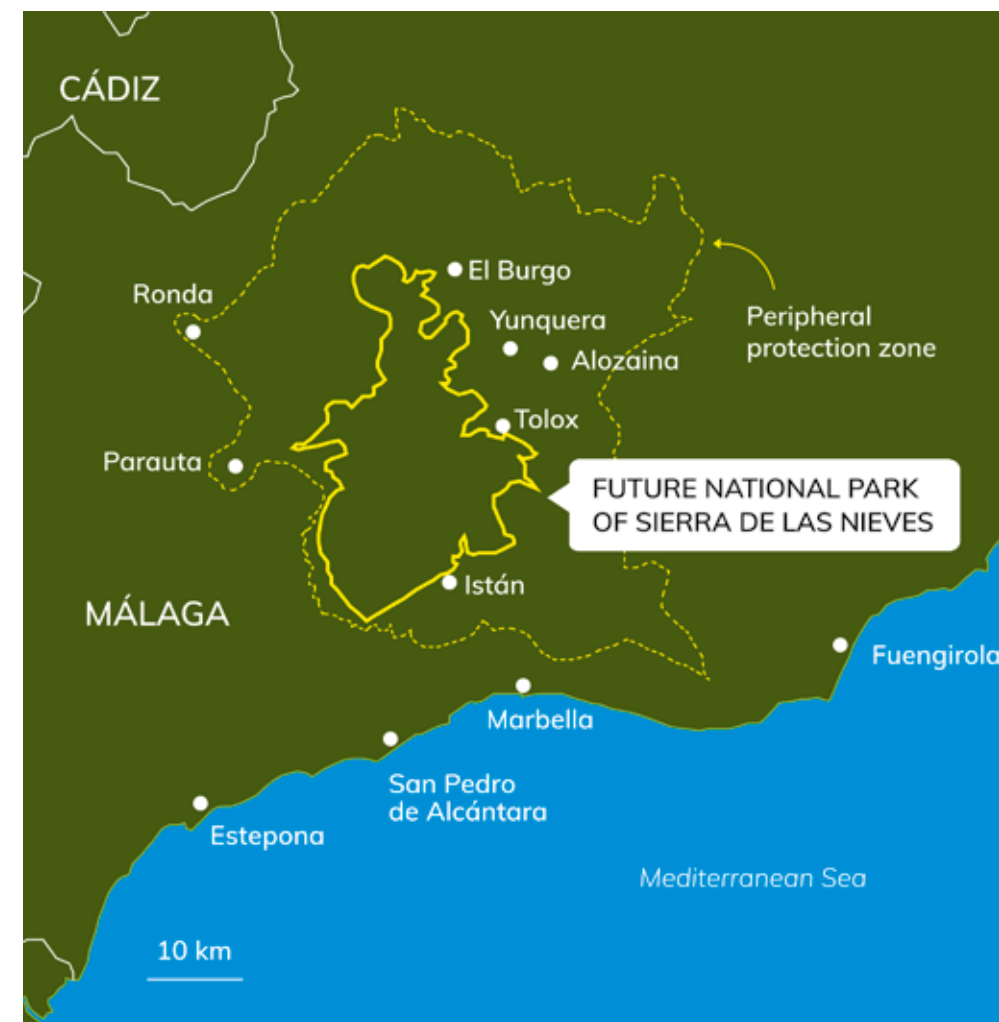 CÁDIZ
El Burgo
Ronda
Yunquera
Peripheral
protection zone
Alozaina
Tolox
Parauta
FUTURE NATIONAL PARK
OF SIERRA DE LAS NIEVES
Istán
MÁLAGA
Fuengirola
Marbella
San Pedro
de Alcántara
Estepona
Mediterranean Sea
10 km